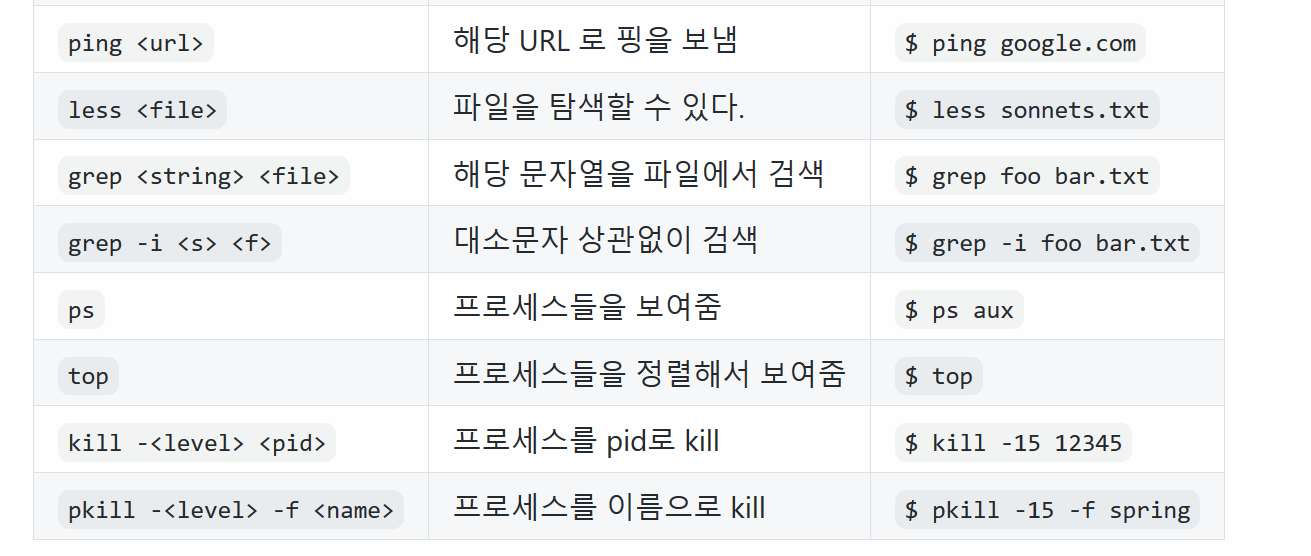 ping <url> 해당 URL 로 핑을 보냄 $ ping google.com
less <file> 파일을 탐색할 수 있다. $ less sonnets.txt
grep <string> <file> 해당 문자열을 파일에서 검색 $ grep foo bar.txt
grep -i <s> <f> 대소문자 상관없이 검색 $ grep -i foo bar.txt
ps 프로세스들을 보여줌 $ ps aux
top 프로세스들을 정렬해서 보여줌 $ top
kill -<level> <pid> 프로세스를 pid로 kill $ kill -15 12345
pkill -<level> -f <name> 프로세스를 이름으로 kill $ pkill -15 -f spring